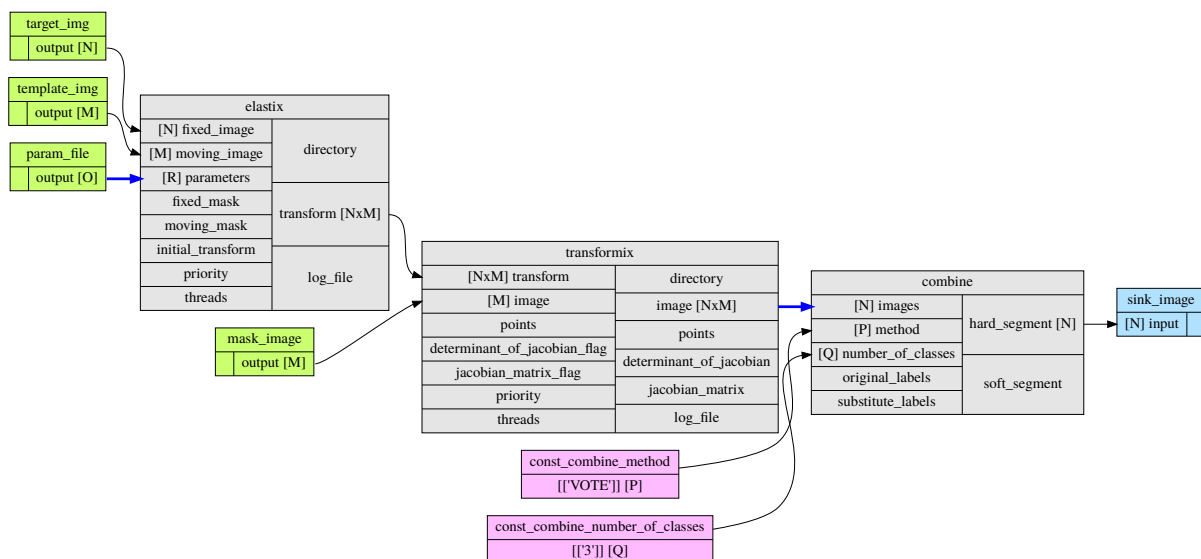 target_img
output [N]
template_img
output [M]
param_file
output [O]
elastix
[N] fixed_image
[M] moving_image
[R] parameters
fixed_mask
moving_mask
initial_transform
priority
threads
directory
transform [NxM]
log_file
mask_image
output [M]
transformix
[NxM] transform
[M] image
points
determinant_of_jacobian_flag
jacobian_matrix_flag
priority
threads
directory
image [NxM]
points
determinant_of_jacobian
jacobian_matrix
log_file
const_combine_method
[['VOTE']] [P]
const_combine_number_of_classes
[['3']] [Q]
combine
[N] images
[P] method
[Q] number_of_classes
original_labels
substitute_labels
hard_segment [N]
soft_segment
sink_image
[N] input